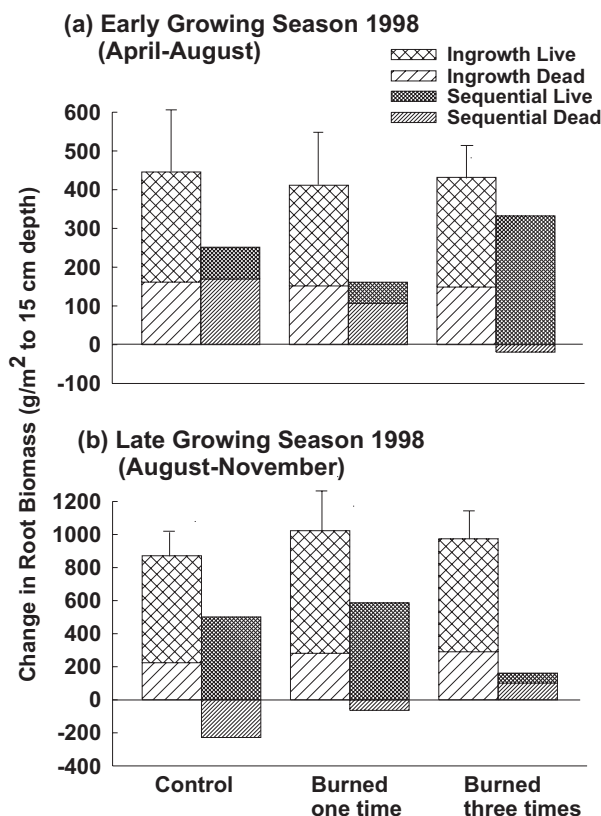 (a) Early Growing Season 1998
(April-August)
Ingrowth Live
Ingrowth Dead
Sequential Live
Sequential Dead
600
500
400
300
200
100
0
-100
Change in Root Biomass (g/m² to 15 cm depth)
(b) Late Growing Season 1998
(August-November)
1200
1000
800
600
400
200
0
-200
-400
Control
Burned
one time
Burned
three times